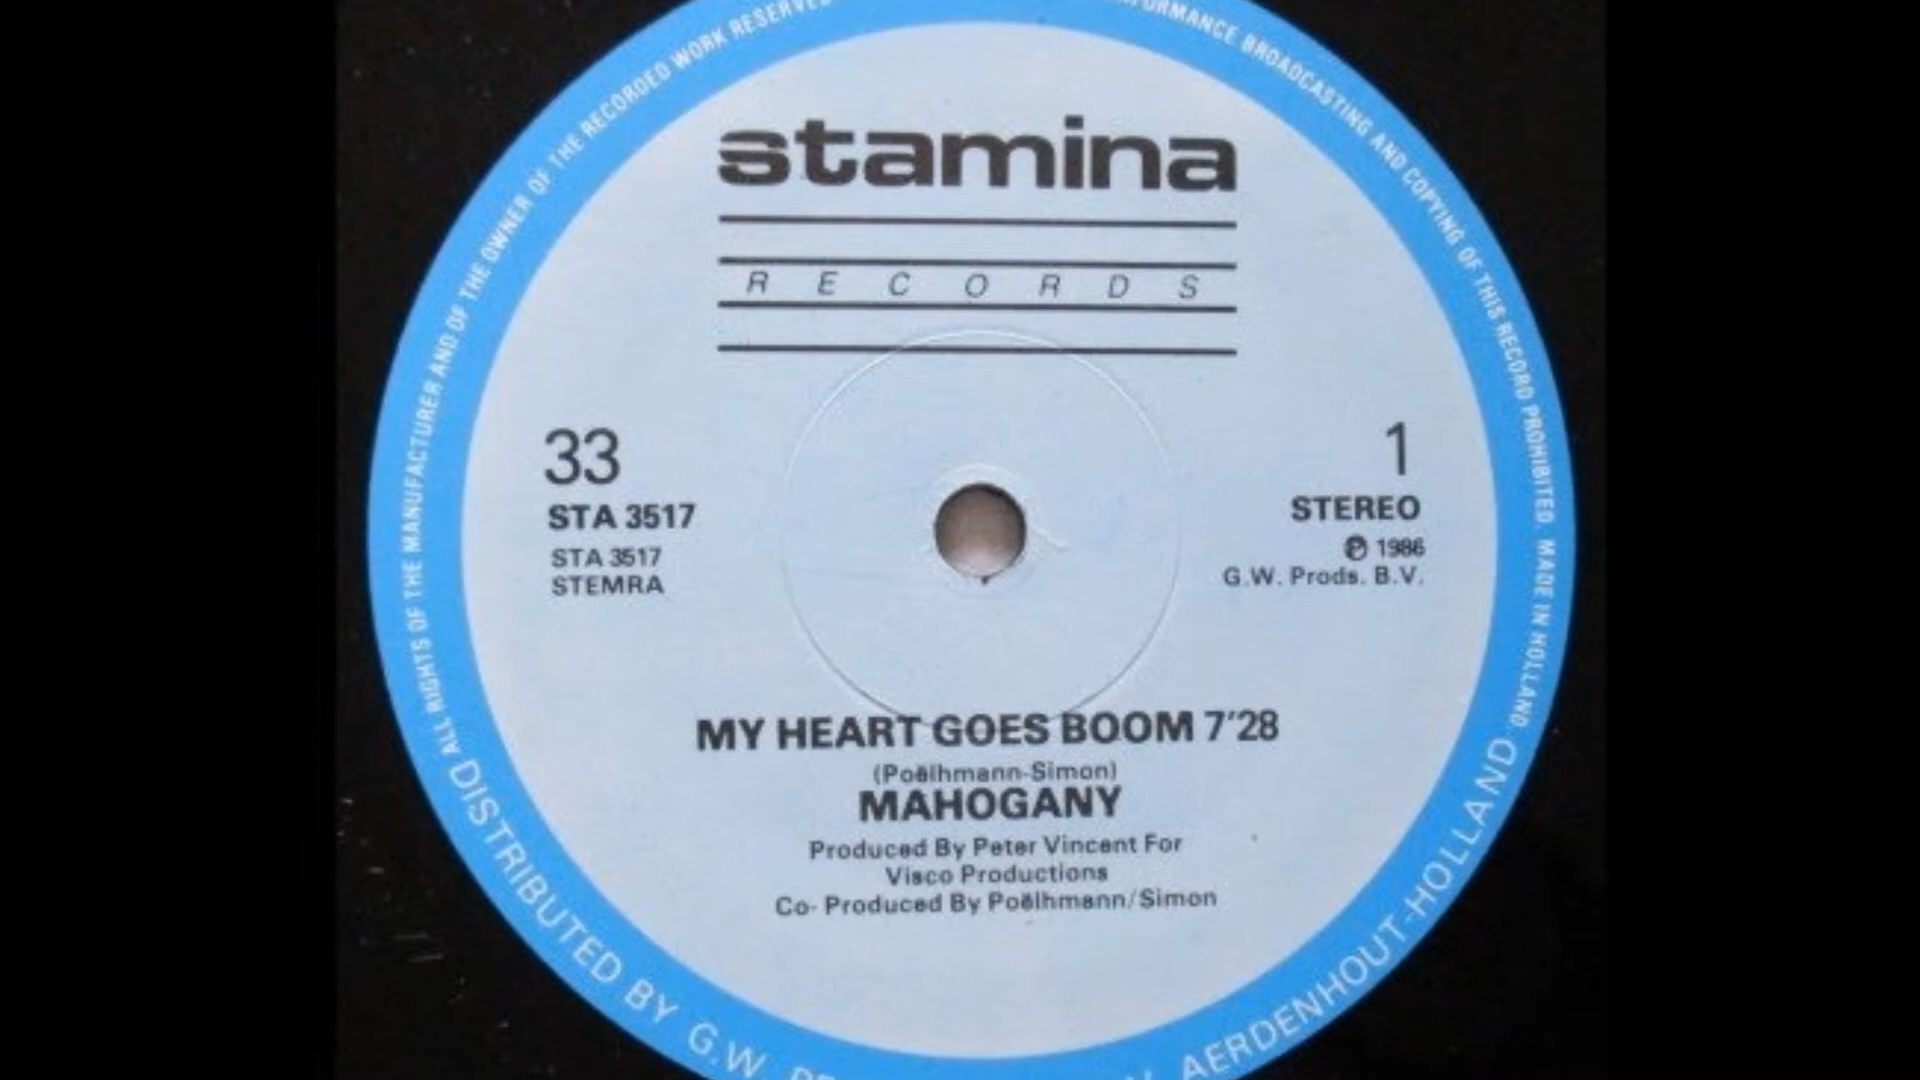 stamina
RECORDS
33
STA 3517
STA 3517
STEMRA
1
STEREO
℗ 1986
G.W. Prods. B.V.
MY HEART GOES BOOM 7'28
(Poëlhmann-Simon)
MAHOGANY
Produced By Peter Vincent For
Visco Productions
Co- Produced By Poëlhmann/Simon
ALL RIGHTS OF THE MANUFACTURER AND OF THE OWNER OF THE RECORDED WORK RESERVED
BROADCASTING AND COPYING OF THIS RECORD PROHIBITED. MADE IN HOLLAND
DISTRIBUTED BY G.W.
AERDENHOUT-HOLLAND